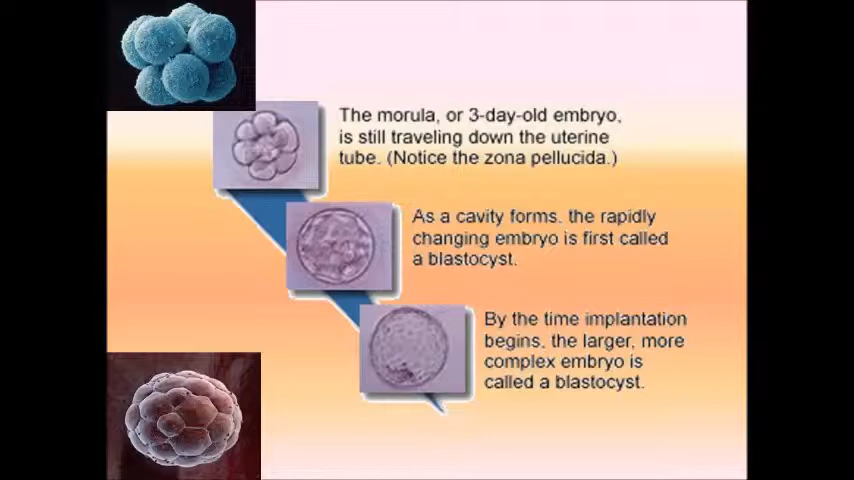 The morula, or 3-day-old embryo,
is still traveling down the uterine
tube. (Notice the zona pellucida.)
As a cavity forms. the rapidly
changing embryo is first called
a blastocyst.
By the time implantation
begins, the larger, more
complex embryo is
called a blastocyst.